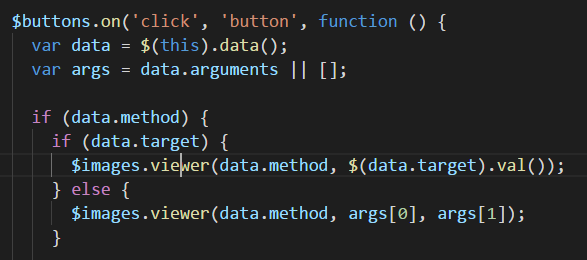 $buttons.on('click', 'button', function () {
var data = $(this).data();
var args = data.arguments || [];
if (data.method) {
if (data.target) {
$images.viewer(data.method, $(data.target).val());
} else {
$images.viewer(data.method, args[0], args[1]);
}